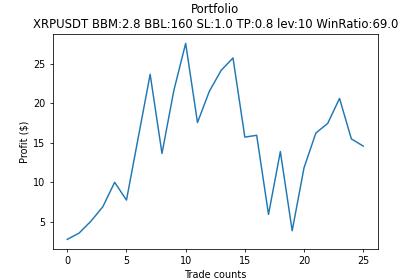 Portfolio
XRPUSDT BBM:2.8 BBL:160 SL:1.0 TP:0.8 lev:10 WinRatio:69.0
25
20
15
10
5
Profit ($)
0 5 10 15 20 25
Trade counts